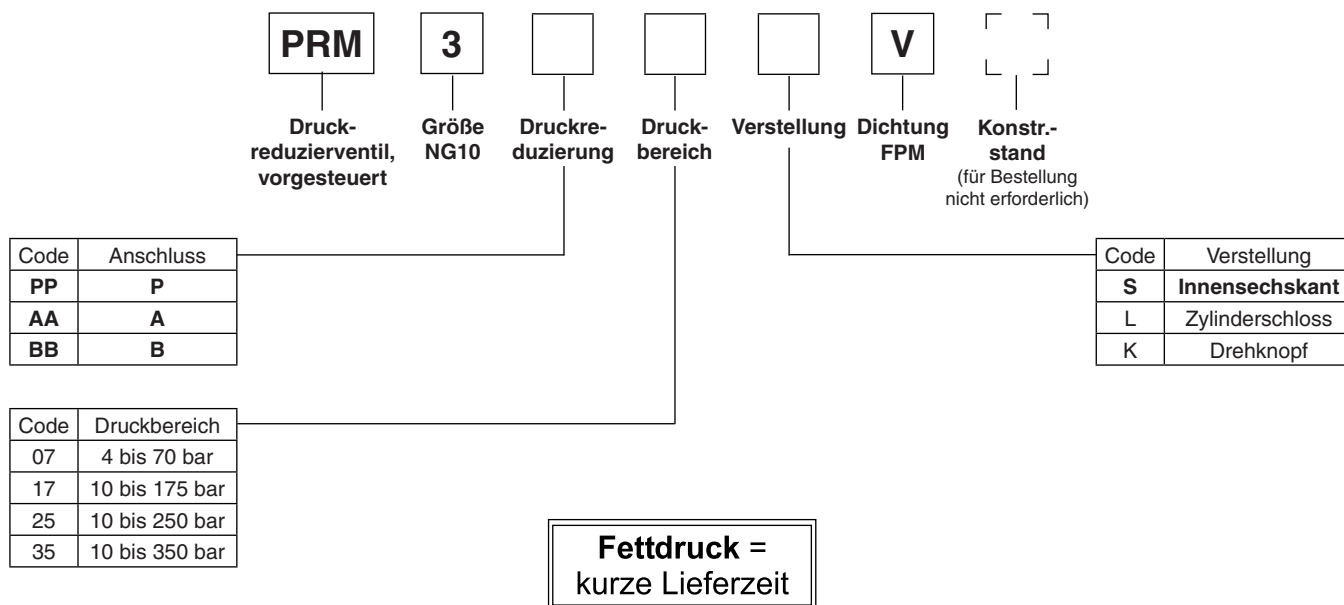 PRM 3 V
Druck-
reduzierventil,
vorgesteuert
Größe
NG10
Druckre-
duzierung
Druck-
bereich
Verstellung
Dichtung
FPM
Konstr.-
stand
(für Bestellung
nicht erforderlich)
Code Anschluss
PP P
AA A
BB B
Code Verstellung
S Innensechskant
L Zylinderschloss
K Drehknopf
Code Druckbereich
07 4 bis 70 bar
17 10 bis 175 bar
25 10 bis 250 bar
35 10 bis 350 bar
Fettdruck =
kurze Lieferzeit